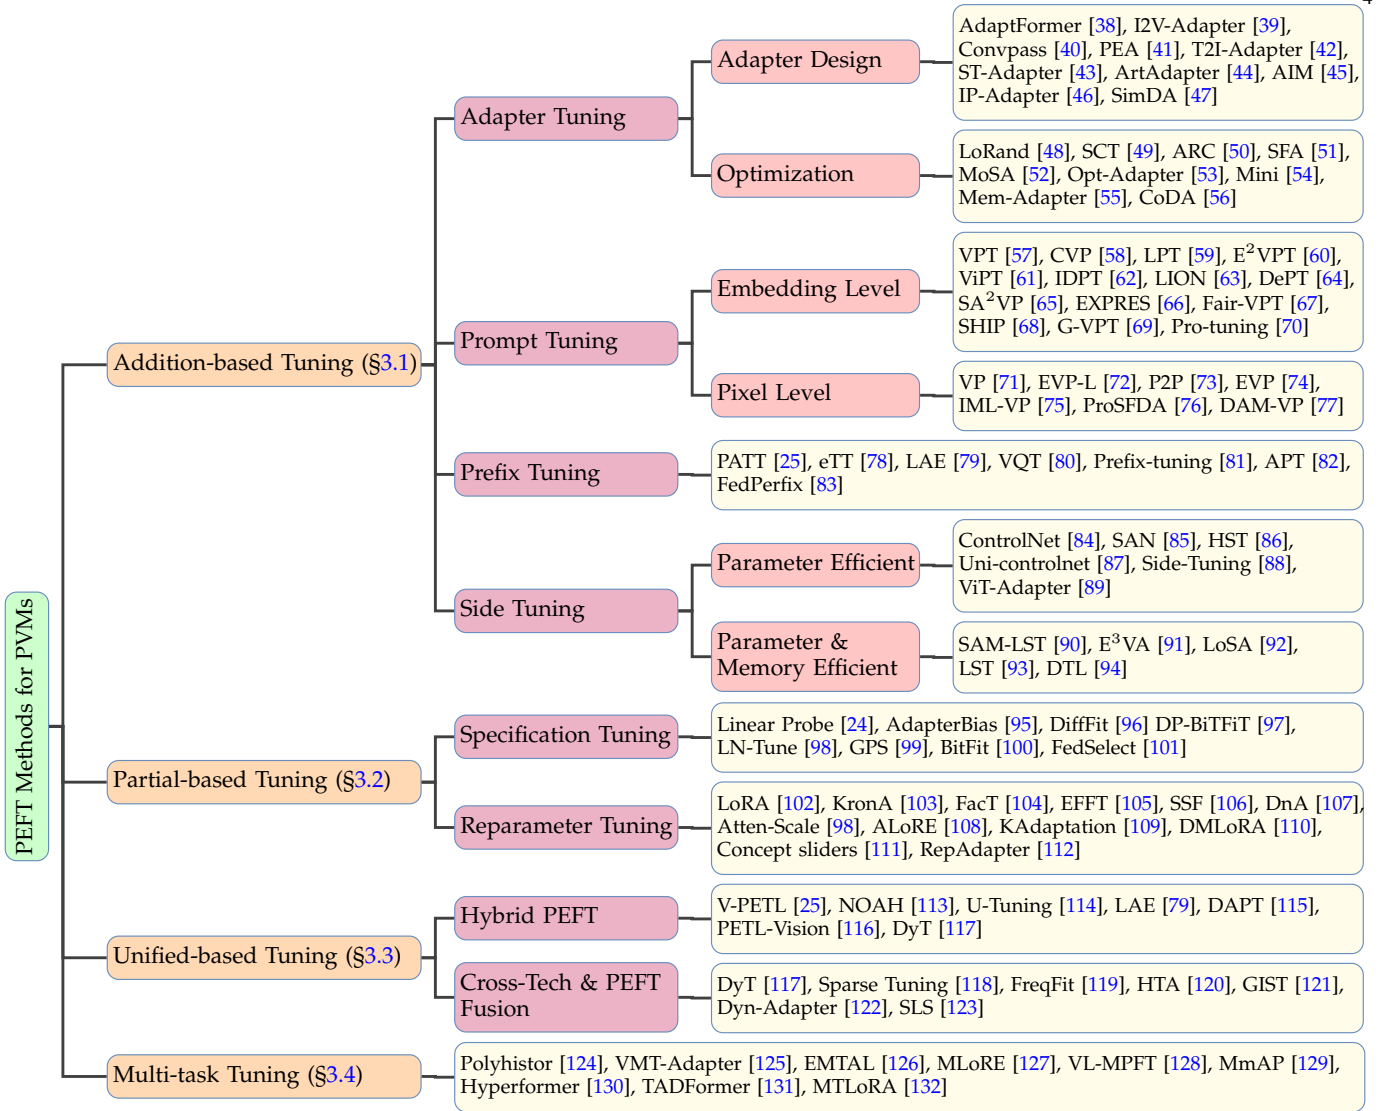 4
PEFT Methods for PVMs
Addition-based Tuning (§3.1)
Adapter Tuning
Adapter Design
AdaptFormer [38], I2V-Adapter [39],
Convpass [40], PEA [41], T2I-Adapter [42],
ST-Adapter [43], ArtAdapter [44], AIM [45],
IP-Adapter [46], SimDA [47]
Optimization
LoRand [48], SCT [49], ARC [50], SFA [51],
MoSA [52], Opt-Adapter [53], Mini [54],
Mem-Adapter [55], CoDA [56]
Prompt Tuning
Embedding Level
VPT [57], CVP [58], LPT [59], E²VPT [60],
ViPT [61], IDPT [62], LION [63], DePT [64],
SA²VP [65], EXPRES [66], Fair-VPT [67],
SHIP [68], G-VPT [69], Pro-tuning [70]
Pixel Level
VP [71], EVP-L [72], P2P [73], EVP [74],
IML-VP [75], ProSFDA [76], DAM-VP [77]
Prefix Tuning
PATT [25], eTT [78], LAE [79], VQT [80], Prefix-tuning [81], APT [82],
FedPerfix [83]
Side Tuning
Parameter Efficient
ControlNet [84], SAN [85], HST [86],
Uni-controlnet [87], Side-Tuning [88],
ViT-Adapter [89]
Parameter &
Memory Efficient
SAM-LST [90], E³VA [91], LoSA [92],
LST [93], DTL [94]
Partial-based Tuning (§3.2)
Specification Tuning
Linear Probe [24], AdapterBias [95], DiffFit [96] DP-BiTFiT [97],
LN-Tune [98], GPS [99], BitFit [100], FedSelect [101]
Reparameter Tuning
LoRA [102], KronA [103], FacT [104], EFFT [105], SSF [106], DnA [107],
Atten-Scale [98], ALoRE [108], KAdaptation [109], DMLoRA [110],
Concept sliders [111], RepAdapter [112]
Unified-based Tuning (§3.3)
Hybrid PEFT
V-PETL [25], NOAH [113], U-Tuning [114], LAE [79], DAPT [115],
PETL-Vision [116], DyT [117]
Cross-Tech & PEFT
Fusion
DyT [117], Sparse Tuning [118], FreqFit [119], HTA [120], GIST [121],
Dyn-Adapter [122], SLS [123]
Multi-task Tuning (§3.4)
Polyhistor [124], VMT-Adapter [125], EMTAL [126], MLoRE [127], VL-MPFT [128], MmAP [129],
Hyperformer [130], TADFormer [131], MTLoRA [132]